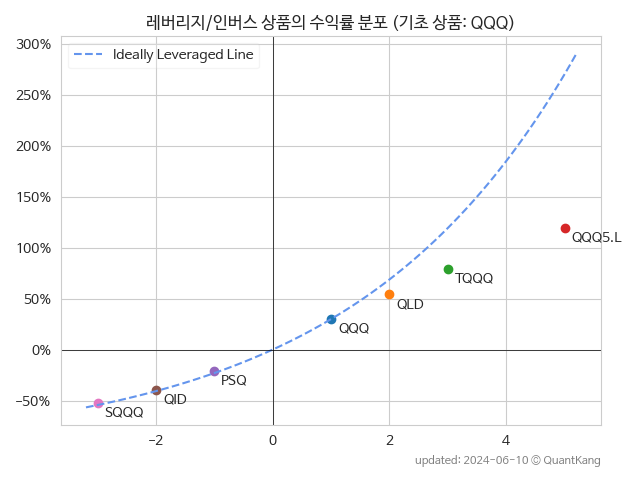 레버리지/인버스 상품의 수익률 분포 (기초 상품: QQQ)
300%
Ideally Leveraged Line
250%
200%
150%
QQQ5.L
100%
TQQQ
50%
QLD
QQQ
0%
PSQ
QID
−50%
SQQQ
−2 0 2 4
updated: 2024-06-10 © QuantKang